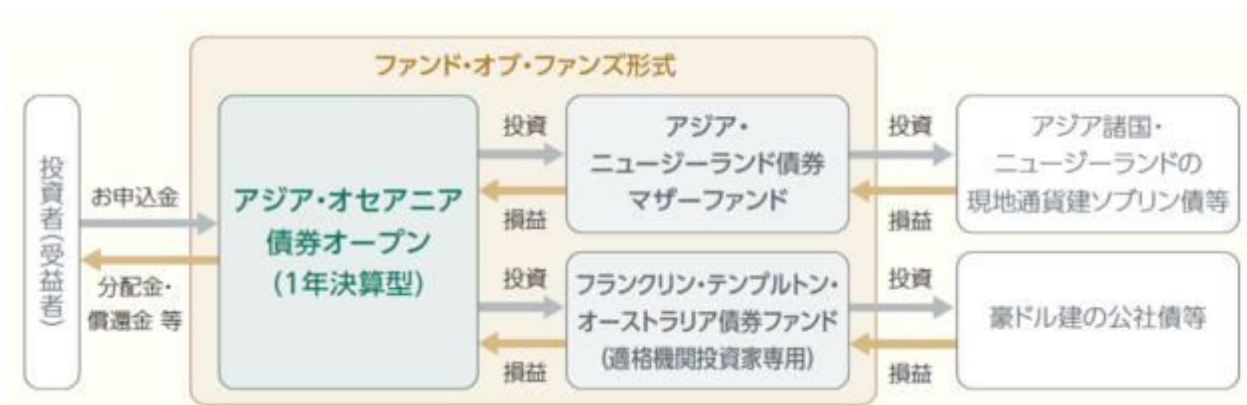 ファンド・オブ・ファンズ形式
投資者(受益者)
お申込金
分配金・
償還金 等
アジア・オセアニア
債券オープン
(1年決算型)
投資
損益
アジア・
ニュージーランド債券
マザーファンド
投資
損益
アジア諸国・
ニュージーランドの
現地通貨建ソブリン債等
投資
損益
フランクリン・テンプルトン・
オーストラリア債券ファンド
(適格機関投資家専用)
投資
損益
豪ドル建の公社債等